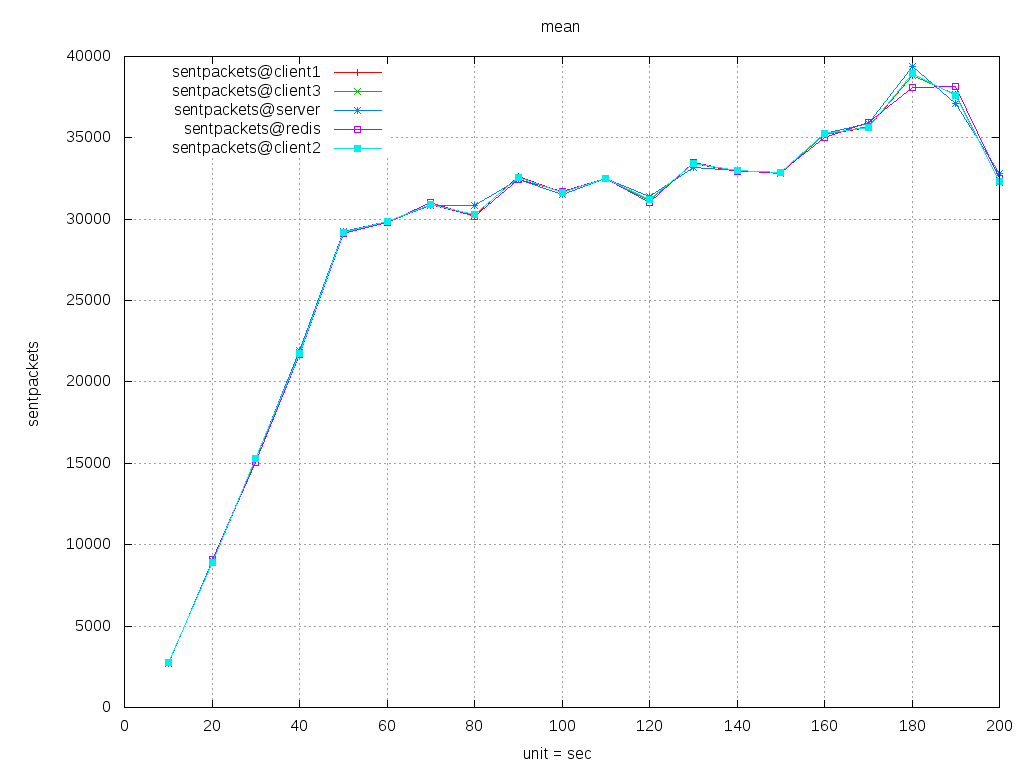 mean
40000
35000
30000
25000
20000
15000
10000
5000
0
sentpackets
sentpackets@client1
sentpackets@client3
sentpackets@server
sentpackets@redis
sentpackets@client2
0 20 40 60 80 100 120 140 160 180 200
unit = sec